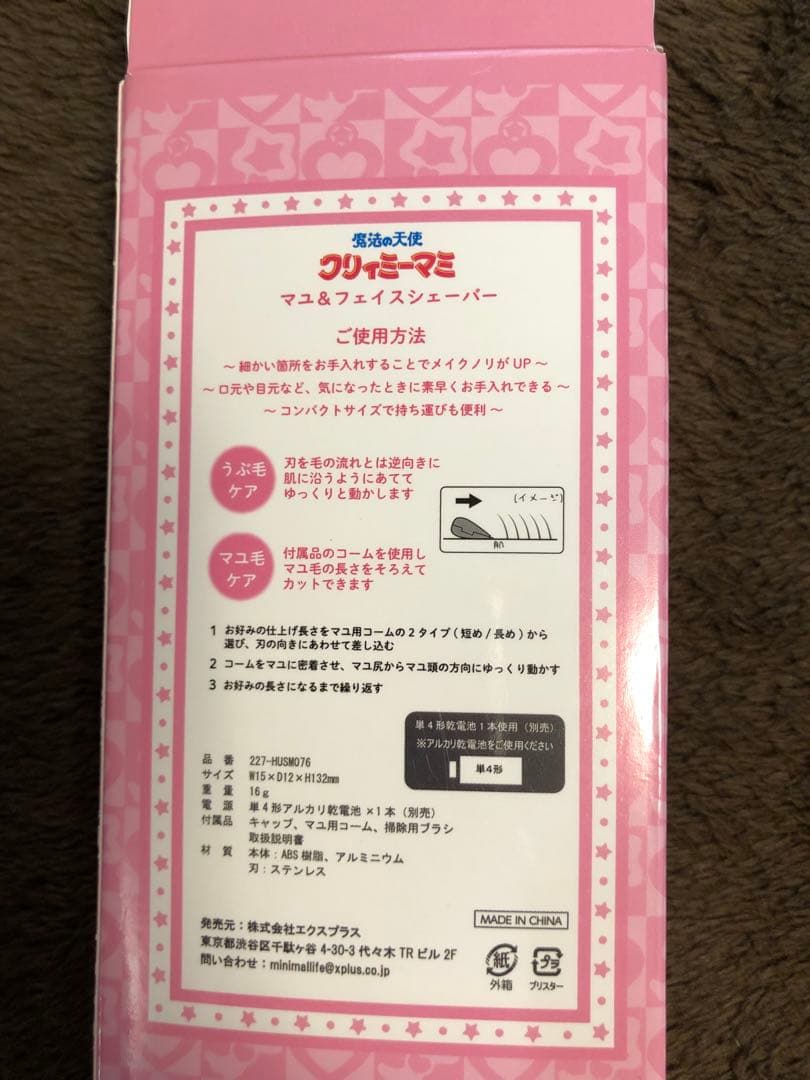 魔法の天使
クリィミーマミ
マユ&フェイスシェーバー
ご使用方法
～ 細かい箇所をお手入れすることでメイクノリが UP ～
～ 口元や目元など、気になったときに素早くお手入れできる ～
～ コンパクトサイズで持ち運びも便利 ～
うぶ毛
ケア
刃を毛の流れとは逆向きに
肌に沿うようにあてて
ゆっくりと動かします
(イメージ)
肌
マユ毛
ケア
付属品のコームを使用し
マユ毛の長さをそろえて
カットできます
1 お好みの仕上げ長さをマユ用コームの 2 タイプ ( 短め / 長め ) から
選び、刃の向きにあわせて差し込む
2 コームをマユに密着させ、マユ尻からマユ頭の方向にゆっくり動かす
3 お好みの長さになるまで繰り返す
単4形乾電池1本使用（別売）
※アルカリ乾電池をご使用ください
単4形
品 番 227-HUSM076
サイズ W15×D12×H132mm
重 量 16g
電 源 単4形アルカリ乾電池 ×1本（別売）
付属品 キャップ、マユ用コーム、掃除用ブラシ
取扱説明書
材 質 本体：ABS樹脂、アルミニウム
刃：ステンレス
MADE IN CHINA
発売元：株式会社エクスプラス
東京都渋谷区千駄ヶ谷 4-30-3 代々木 TR ビル 2F
問い合わせ：minimallife@xplus.co.jp
紙
外箱
プラ
ブリスター